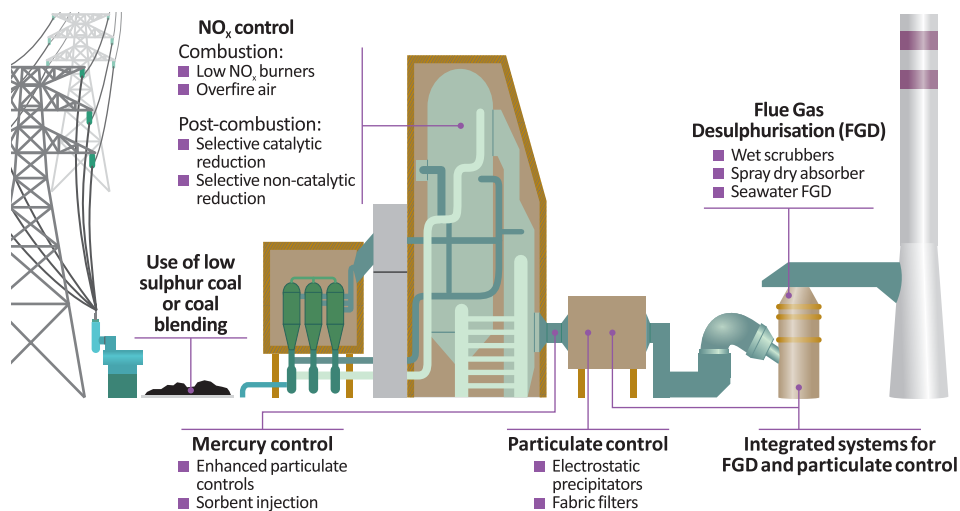 NOx control
Combustion:
Low NOx burners
Overfire air
Post-combustion:
Selective catalytic
reduction
Selective non-catalytic
reduction
Flue Gas
Desulphurisation (FGD)
Wet scrubbers
Spray dry absorber
Seawater FGD
Use of low
sulphur coal
or coal
blending
Mercury control
Enhanced particulate
controls
Sorbent injection
Particulate control
Electrostatic
precipitators
Fabric filters
Integrated systems for
FGD and particulate control